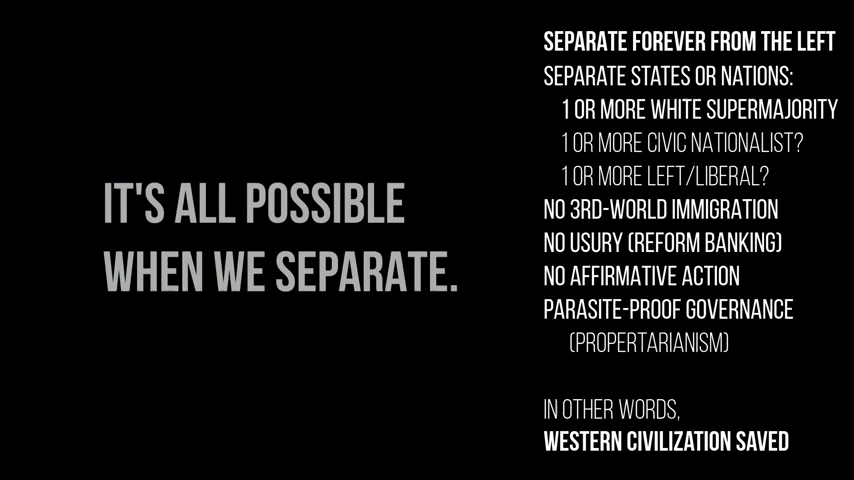 IT'S ALL POSSIBLE
WHEN WE SEPARATE.
SEPARATE FOREVER FROM THE LEFT
SEPARATE STATES OR NATIONS:
1 OR MORE WHITE SUPERMAJORITY
1 OR MORE CIVIC NATIONALIST?
1 OR MORE LEFT/LIBERAL?
NO 3RD-WORLD IMMIGRATION
NO USURY (REFORM BANKING)
NO AFFIRMATIVE ACTION
PARASITE-PROOF GOVERNANCE
(PROPERTARIANISM)
IN OTHER WORDS,
WESTERN CIVILIZATION SAVED